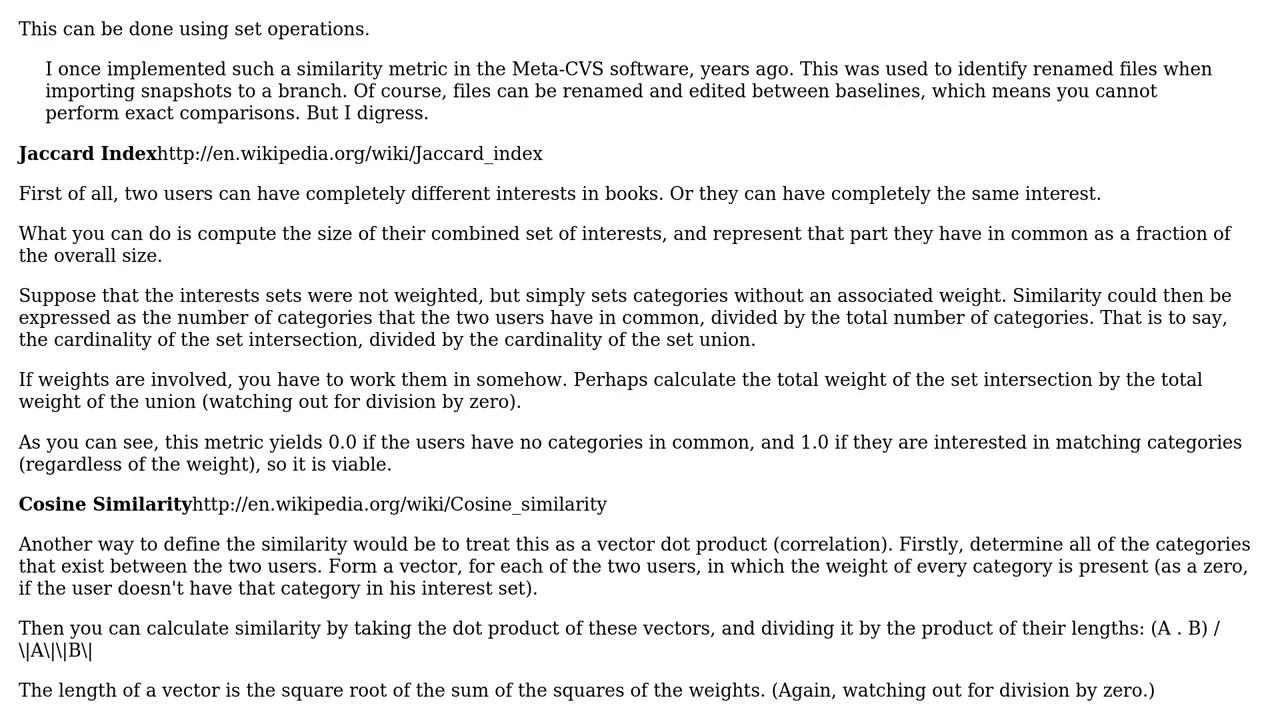 This can be done using set operations.
I once implemented such a similarity metric in the Meta-CVS software, years ago. This was used to identify renamed files when
importing snapshots to a branch. Of course, files can be renamed and edited between baselines, which means you cannot
perform exact comparisons. But I digress.
Jaccard Indexhttp://en.wikipedia.org/wiki/Jaccard_index
First of all, two users can have completely different interests in books. Or they can have completely the same interest.
What you can do is compute the size of their combined set of interests, and represent that part they have in common as a fraction of
the overall size.
Suppose that the interests sets were not weighted, but simply sets categories without an associated weight. Similarity could then be
expressed as the number of categories that the two users have in common, divided by the total number of categories. That is to say,
the cardinality of the set intersection, divided by the cardinality of the set union.
If weights are involved, you have to work them in somehow. Perhaps calculate the total weight of the set intersection by the total
weight of the union (watching out for division by zero).
As you can see, this metric yields 0.0 if the users have no categories in common, and 1.0 if they are interested in matching categories
(regardless of the weight), so it is viable.
Cosine Similarityhttp://en.wikipedia.org/wiki/Cosine_similarity
Another way to define the similarity would be to treat this as a vector dot product (correlation). Firstly, determine all of the categories
that exist between the two users. Form a vector, for each of the two users, in which the weight of every category is present (as a zero,
if the user doesn't have that category in his interest set).
Then you can calculate similarity by taking the dot product of these vectors, and dividing it by the product of their lengths: (A . B) /
\|A\|\|B\|
The length of a vector is the square root of the sum of the squares of the weights. (Again, watching out for division by zero.)